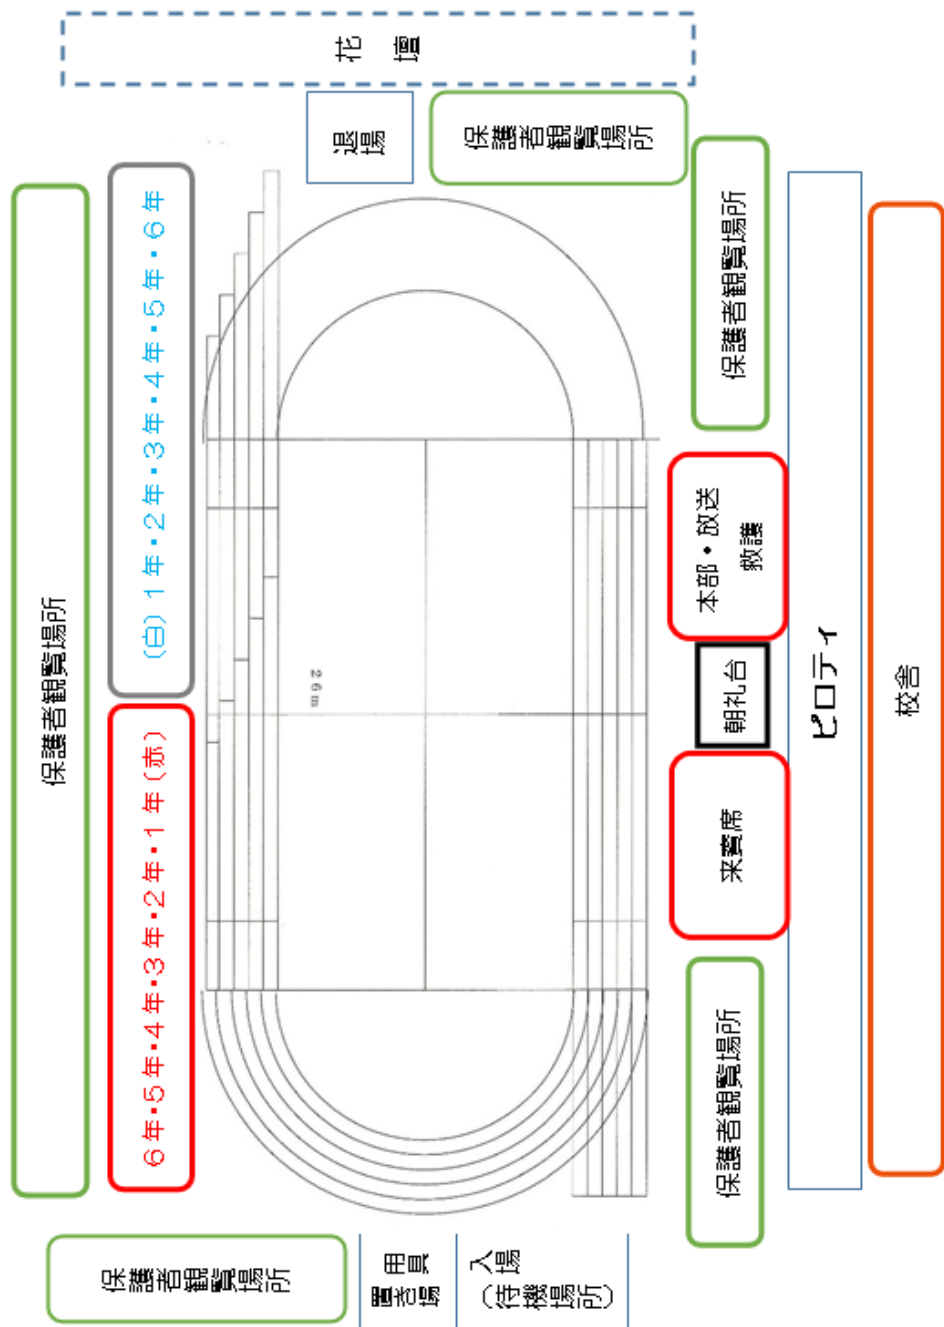 保護者観覧場所
6年・5年・4年・3年・2年・1年(赤)
(白)1年・2年・3年・4年・5年・6年
保護者観覧場所
用員
置き場
入場
（待機場所）
26m
花壇
退場
保護者観覧場所
保護者観覧場所
来賓席
朝礼台
本部・放送
救護
保護者観覧場所
ピロティ
校舎